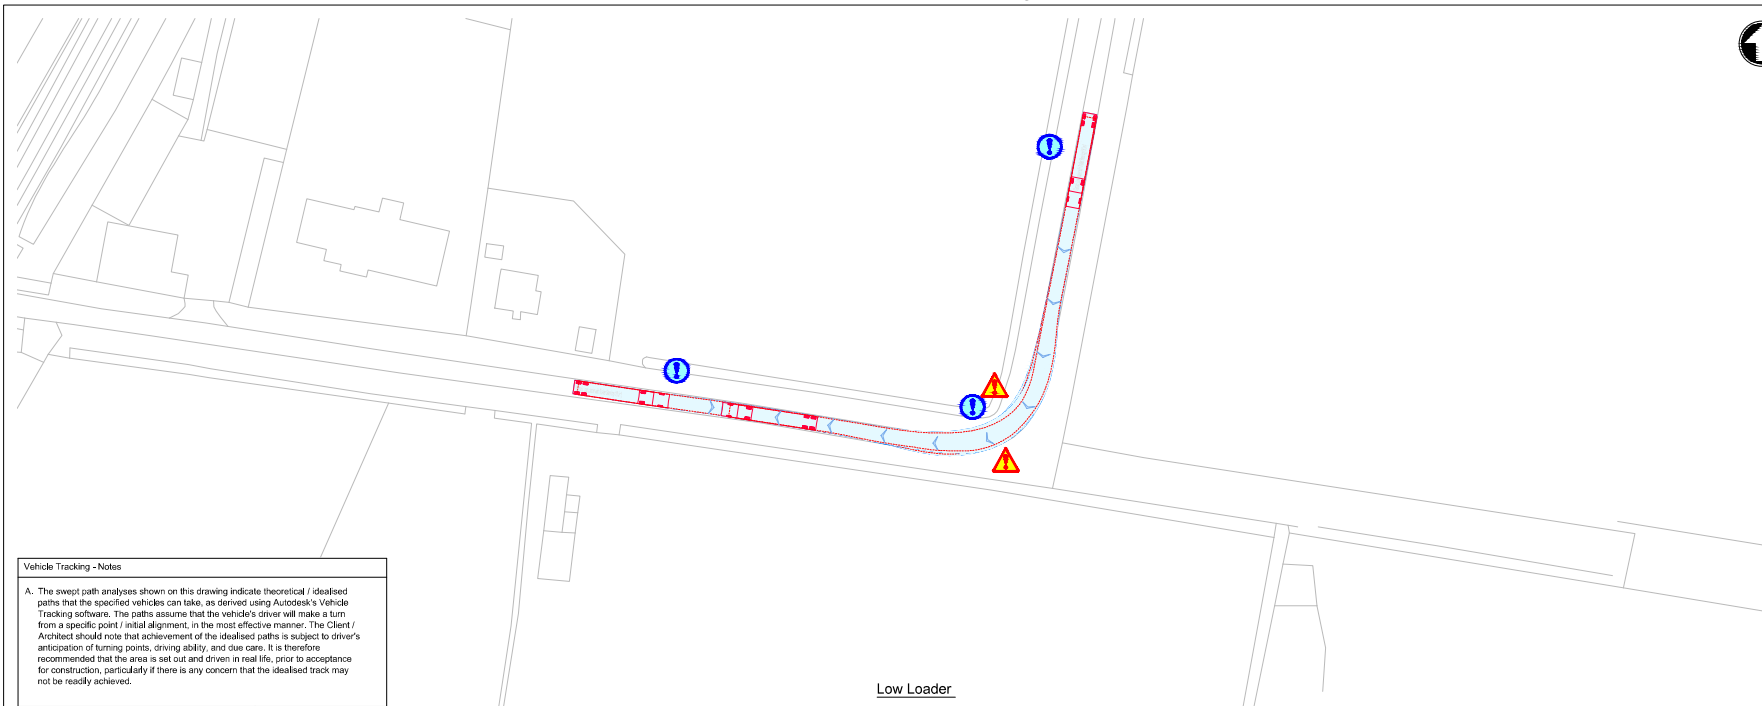 Vehicle Tracking - Notes
A. The swept path analyses shown on this drawing indicate theoretical / idealised
paths that the specified vehicles can take, as derived using Autodesk's Vehicle
Tracking software. The paths assume that the vehicle's driver will make a turn
from a specific point / initial alignment, in the most effective manner. The Client /
Architect should note that achievement of the idealised paths is subject to driver's
anticipation of turning points, driving ability, and due care. It is therefore
recommended that the area is set out and driven in real life, prior to acceptance
for construction, particularly if there is any concern that the idealised track may
not be readily achieved.
Low Loader